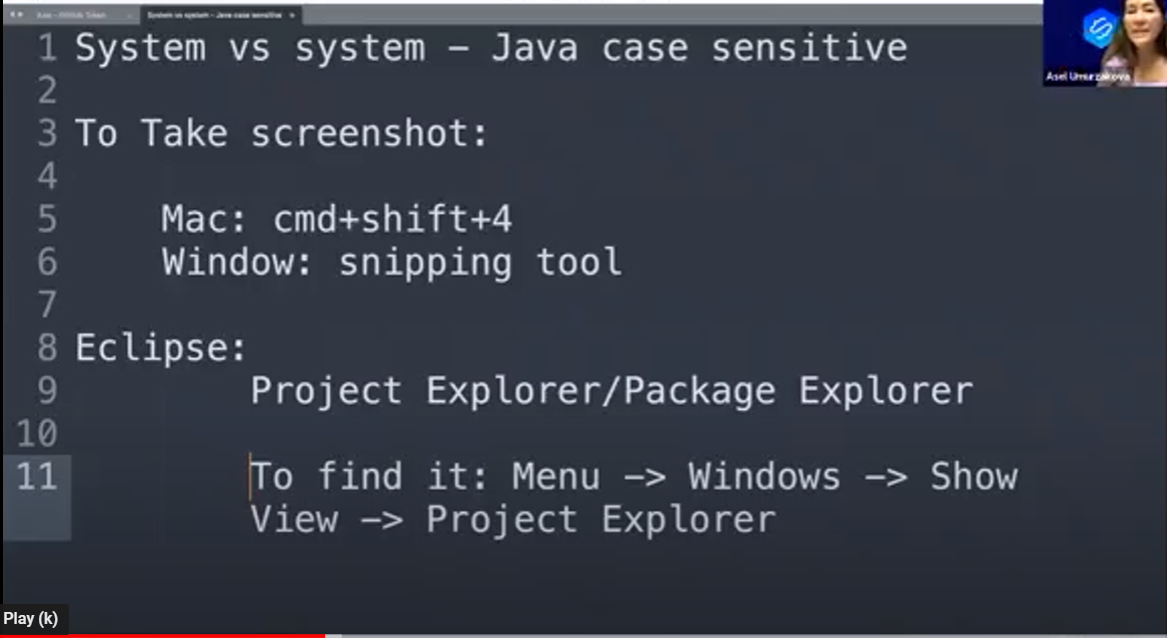 System vs system - Java case sensitive
1 System vs system – Java case sensitive
Asel Umurzakova
2
3 To Take screenshot:
4
5 Mac: cmd+shift+4
6 Window: snipping tool
7
8 Eclipse:
9 Project Explorer/Package Explorer
10
11 To find it: Menu –> Windows –> Show
View –> Project Explorer
Play (k)